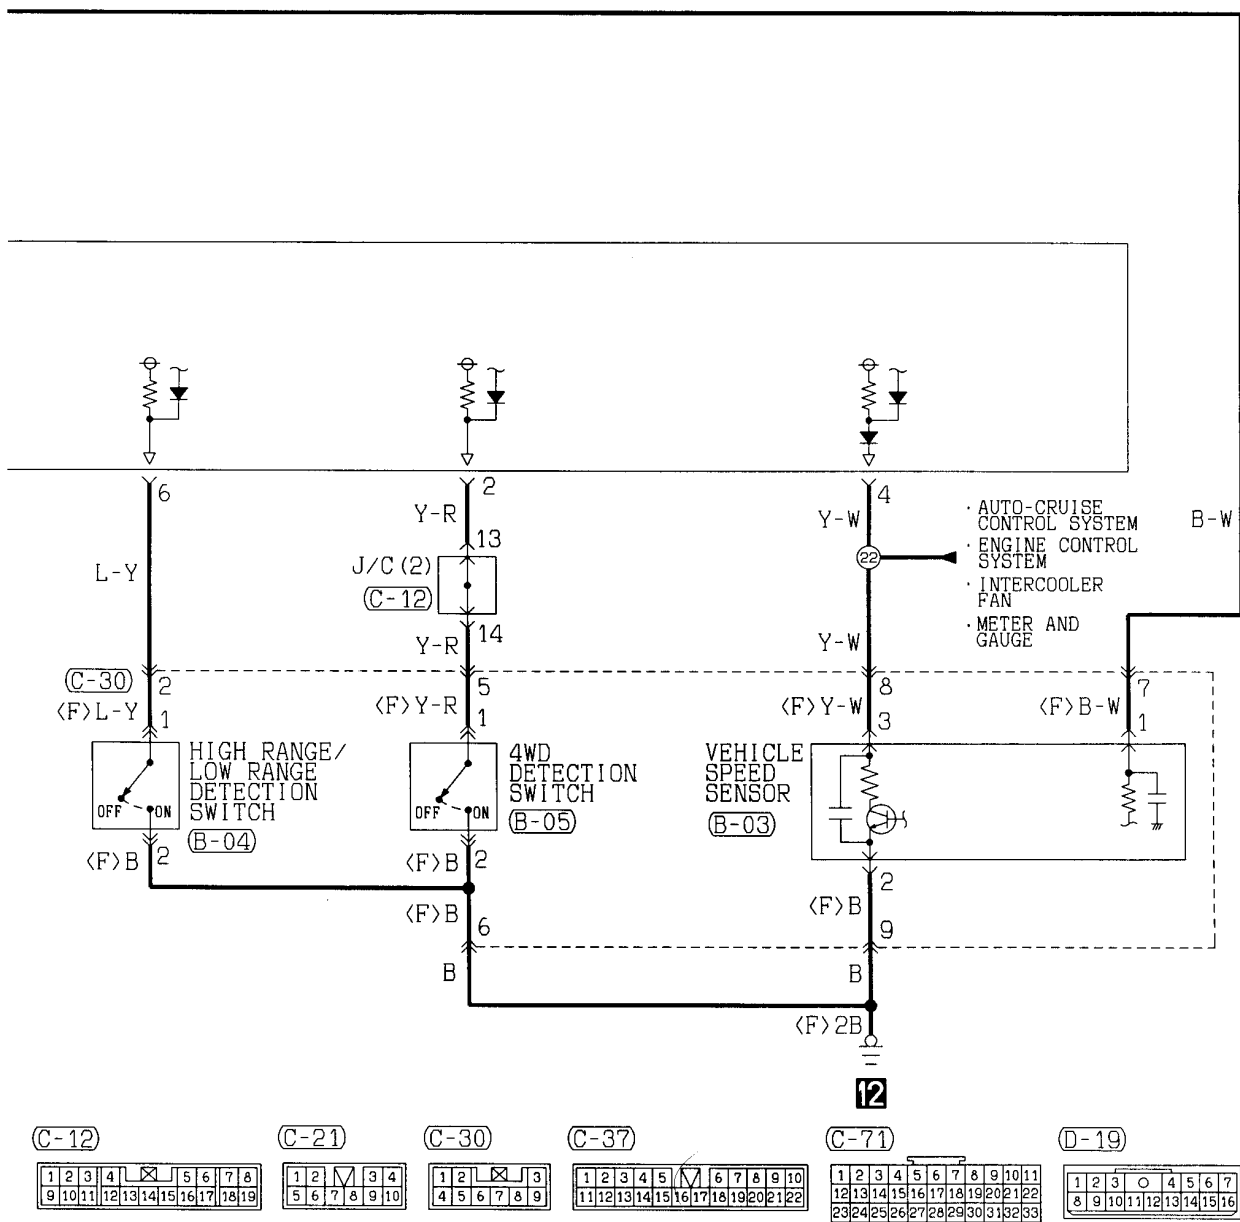 6
2
4
Y-R
Y-W
· AUTO-CRUISE
CONTROL SYSTEM
B-W
13
22
· ENGINE CONTROL
SYSTEM
L-Y
J/C(2)
C-12
· INTERCOOLER
FAN
14
Y-R
Y-W
· METER AND
GAUGE
C-30
2
5
8
7
<F>L-Y
1
<F>Y-R
1
<F>Y-W
3
<F>B-W
1
HIGH RANGE/
LOW RANGE
DETECTION
SWITCH
B-04
OFF ON
4WD
DETECTION
SWITCH
B-05
OFF ON
VEHICLE
SPEED
SENSOR
B-03
<F>B
2
<F>B
2
2
<F>B
6
<F>B
9
B
B
<F>2B
12
C-12
C-21
C-30
C-37
C-71
D-19
1 2 3 4 5 6 7 8
9 10 11 12 13 14 15 16 17 18 19
1 2 3 4
5 6 7 8 9 10
1 2 3
4 5 6 7 8 9
1 2 3 4 5 6 7 8 9 10
11 12 13 14 15 16 17 18 19 20 21 22
1 2 3 4 5 6 7 8 9 10 11
12 13 14 15 16 17 18 19 20 21 22
23 24 25 26 27 28 29 30 31 32 33
1 2 3 4 5 6 7
8 9 10 11 12 13 14 15 16